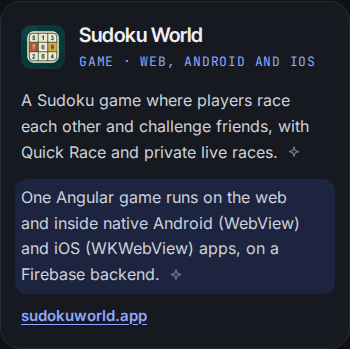 Sudoku World
GAME · WEB, ANDROID AND IOS
A Sudoku game where players race
each other and challenge friends, with
Quick Race and private live races.
One Angular game runs on the web
and inside native Android (WebView)
and iOS (WKWebView) apps, on a
Firebase backend.
sudokuworld.app